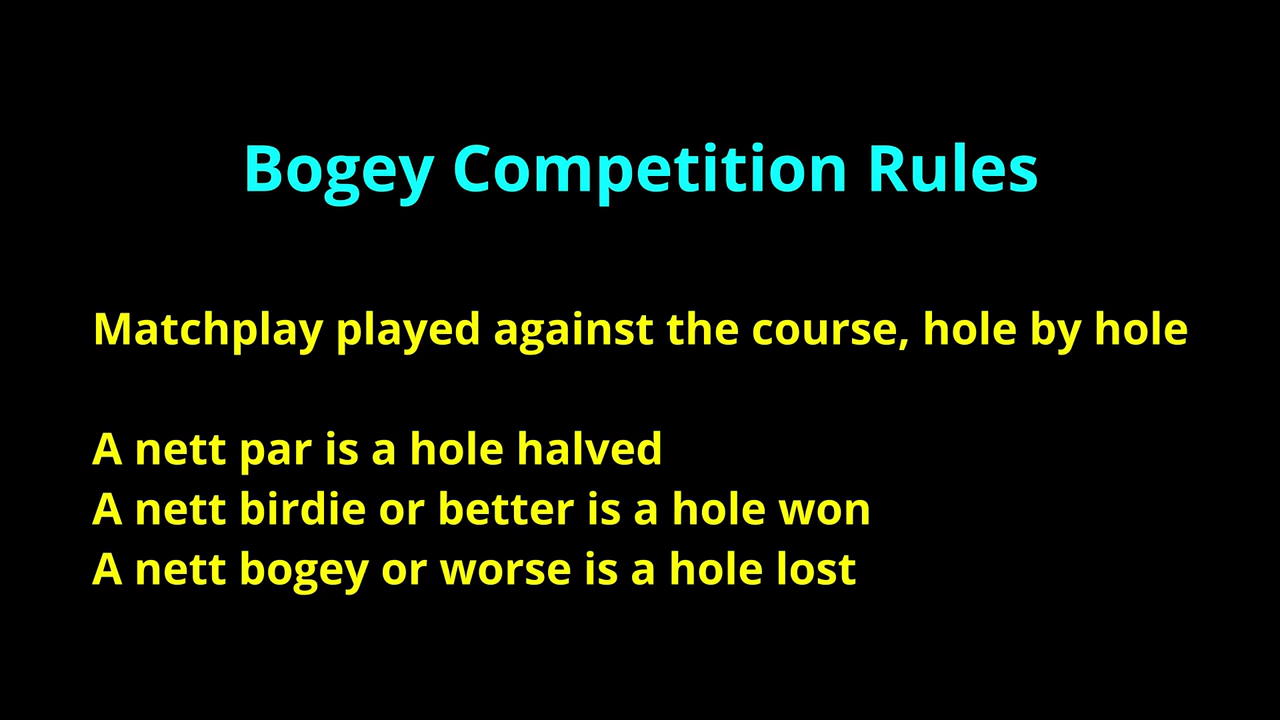 Bogey Competition Rules
Matchplay played against the course, hole by hole
A nett par is a hole halved
A nett birdie or better is a hole won
A nett bogey or worse is a hole lost